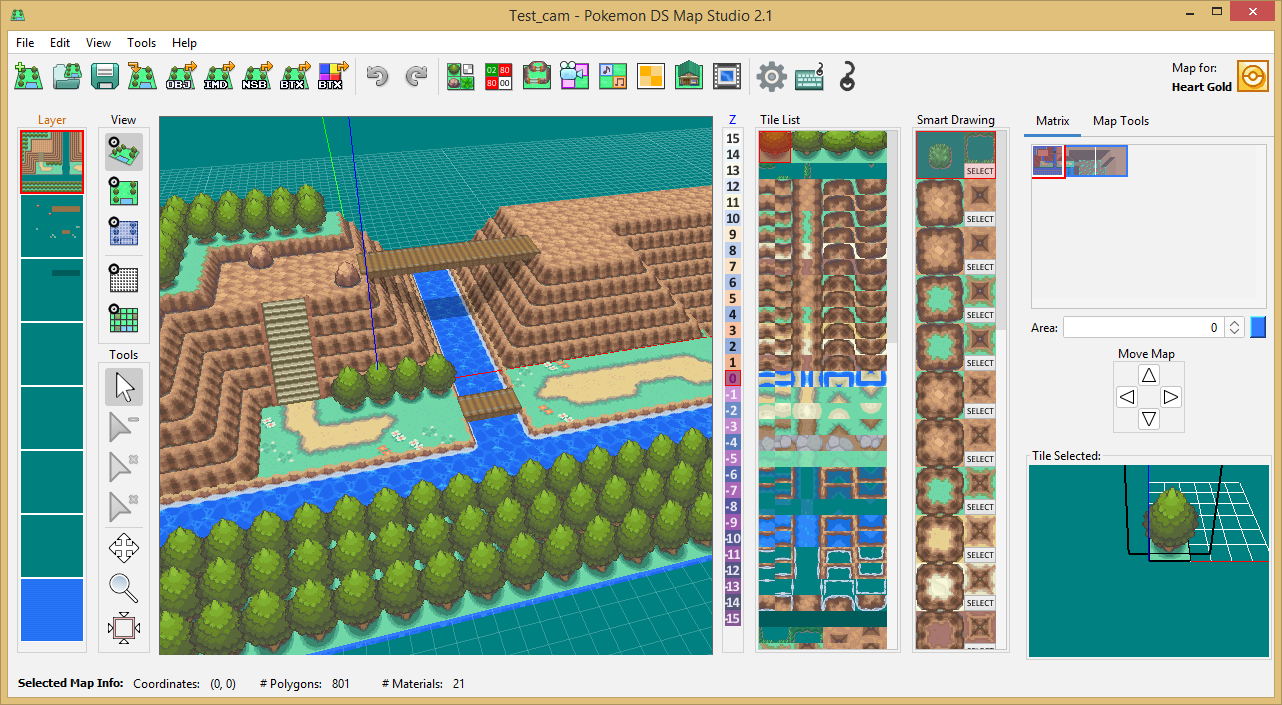 Test_cam - Pokemon DS Map Studio 2.1
File Edit View Tools Help
OBJ IMD NSB BTX BTX
02 80
80 00
Map for:
Heart Gold
Layer
View
Tools
Z
15
14
13
12
11
10
9
8
7
6
5
4
3
2
1
0
-1
-2
-3
-4
-5
-6
-7
-8
-9
-10
-11
-12
-13
-14
-15
Tile List
Smart Drawing
SELECT
SELECT
SELECT
SELECT
SELECT
SELECT
SELECT
SELECT
SELECT
SELECT
Matrix Map Tools
Area: 0
Move Map
Tile Selected:
Selected Map Info: Coordinates: (0, 0) # Polygons: 801 # Materials: 21